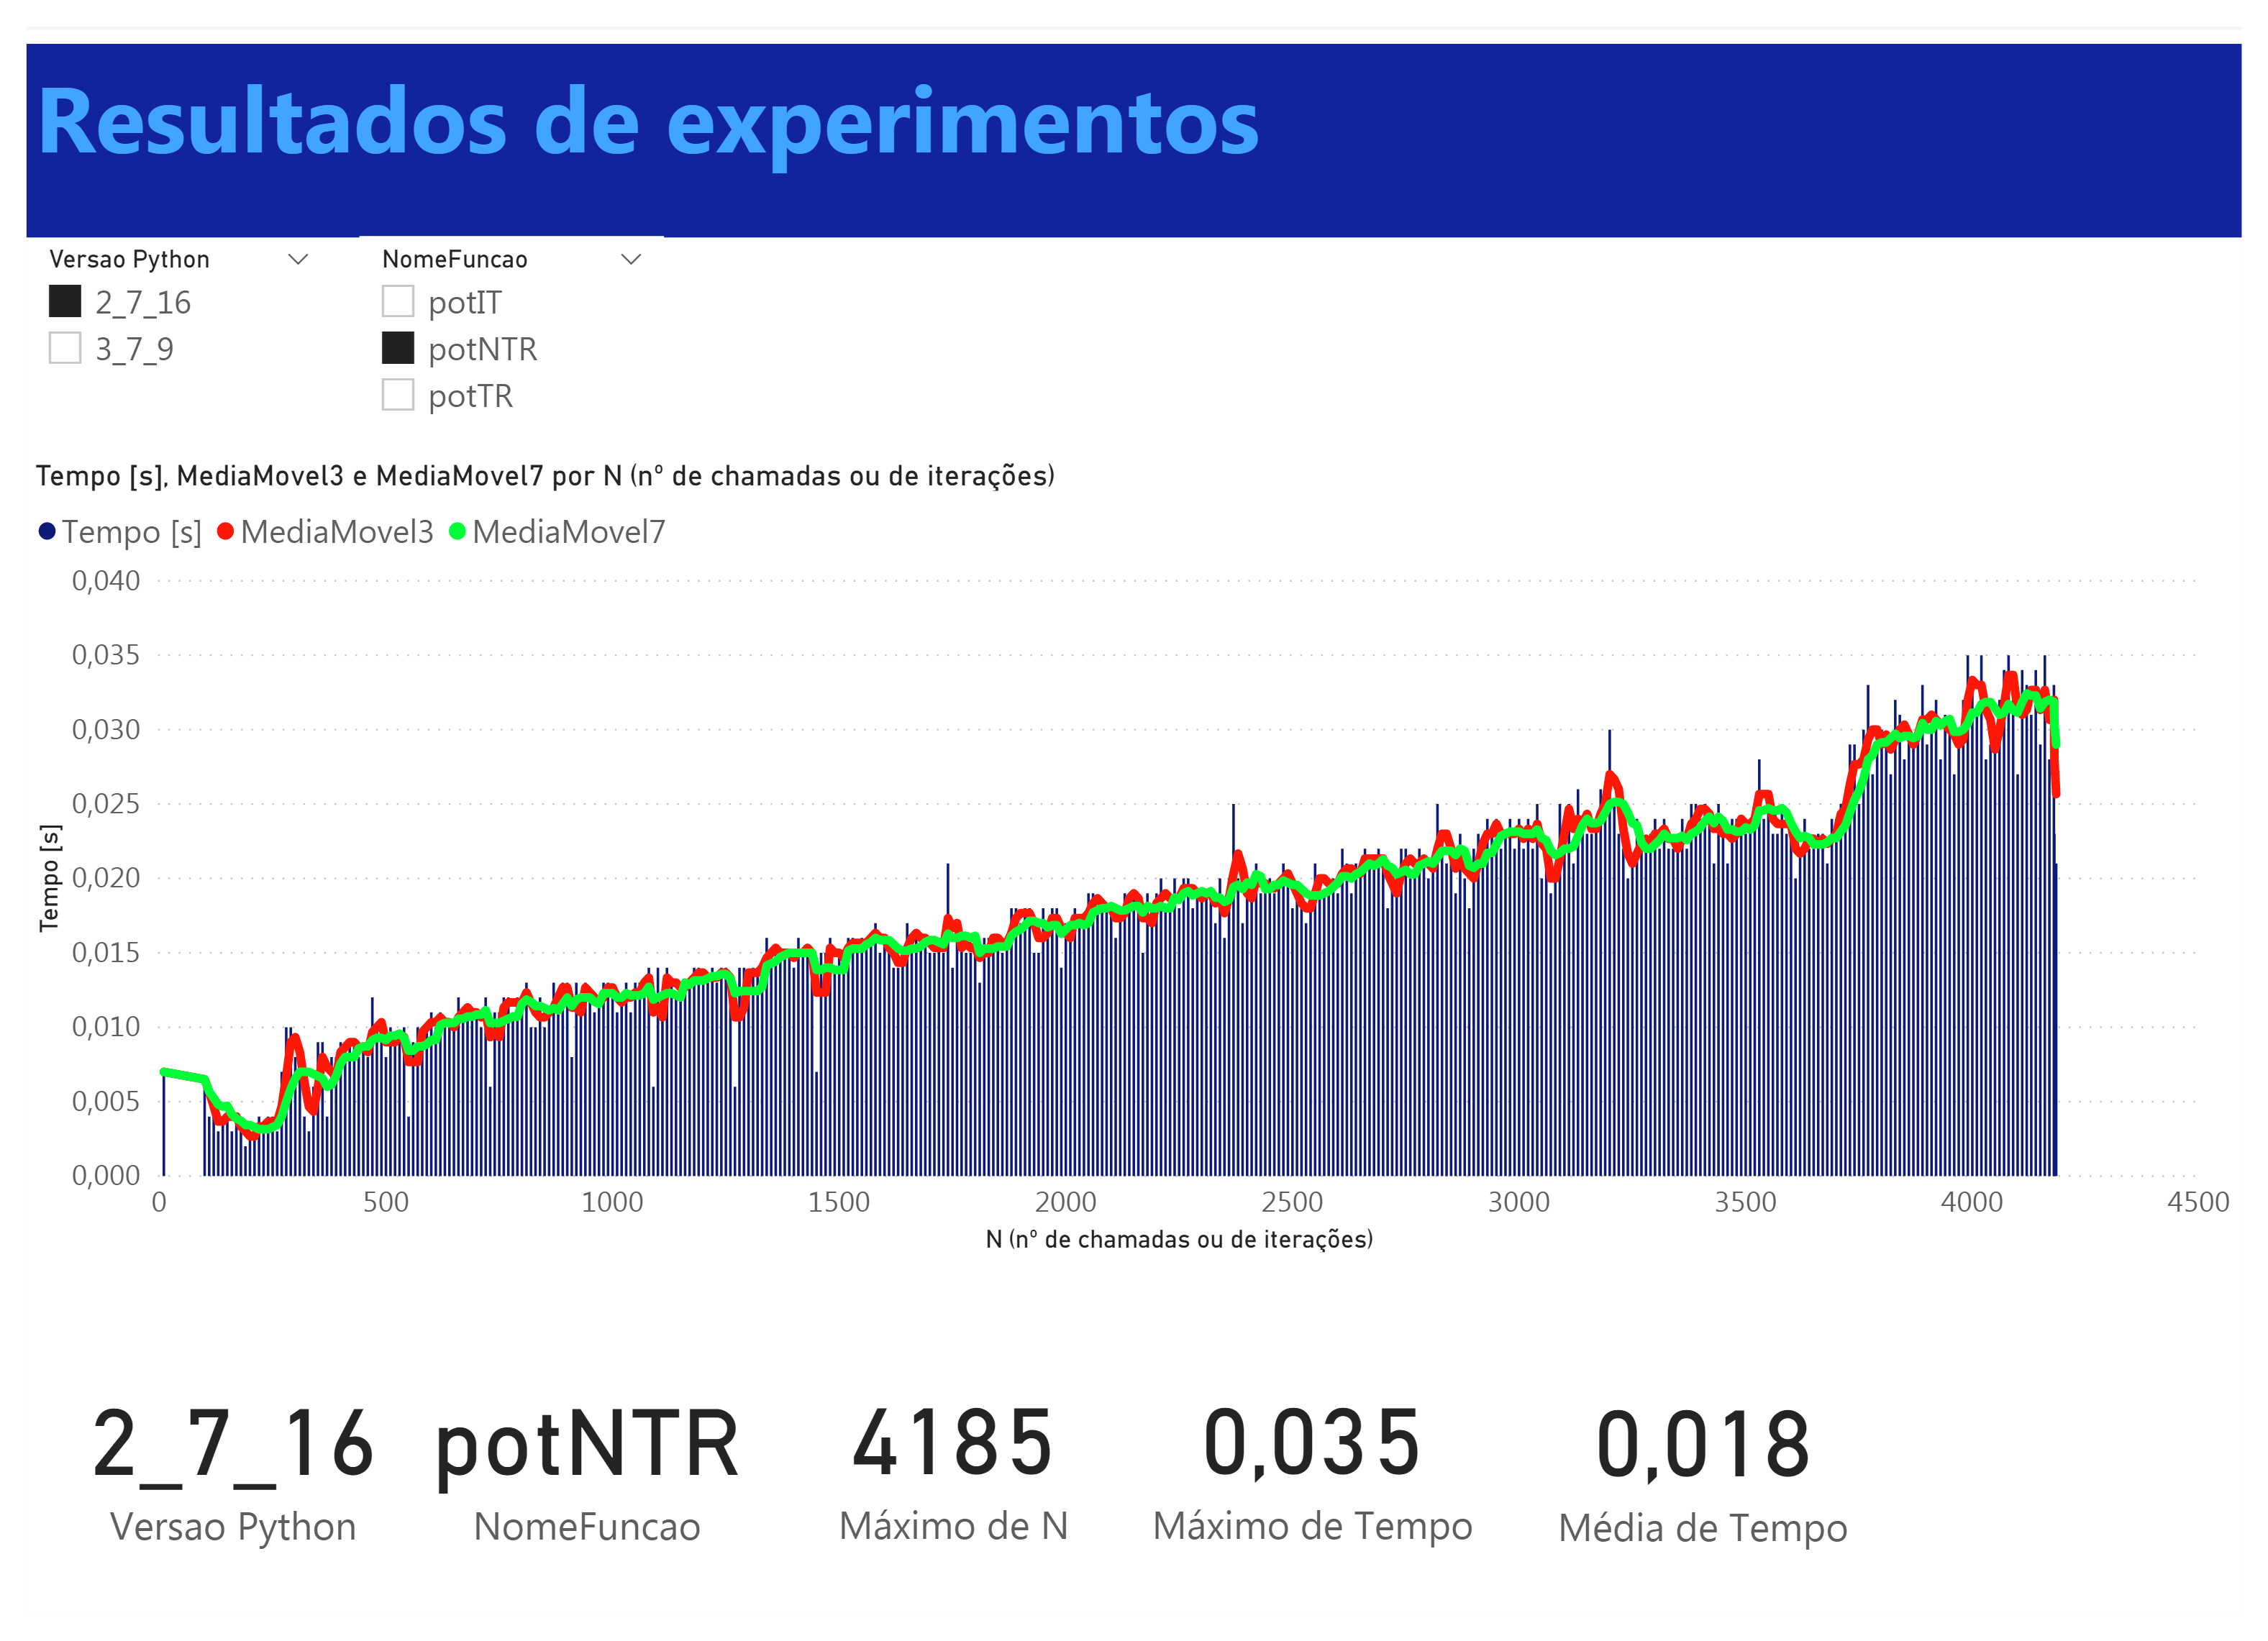 Resultados de experimentos
Versao Python
2_7_16
3_7_9
NomeFuncao
potIT
potNTR
potTR
Tempo [s], MediaMovel3 e MediaMovel7 por N (nº de chamadas ou de iterações)
Tempo [s] MediaMovel3 MediaMovel7
0,040
0,035
0,030
0,025
0,020
0,015
0,010
0,005
0,000
Tempo [s]
0 500 1000 1500 2000 2500 3000 3500 4000 4500
N (nº de chamadas ou de iterações)
2_7_16
Versao Python
potNTR
NomeFuncao
4185
Máximo de N
0,035
Máximo de Tempo
0,018
Média de Tempo